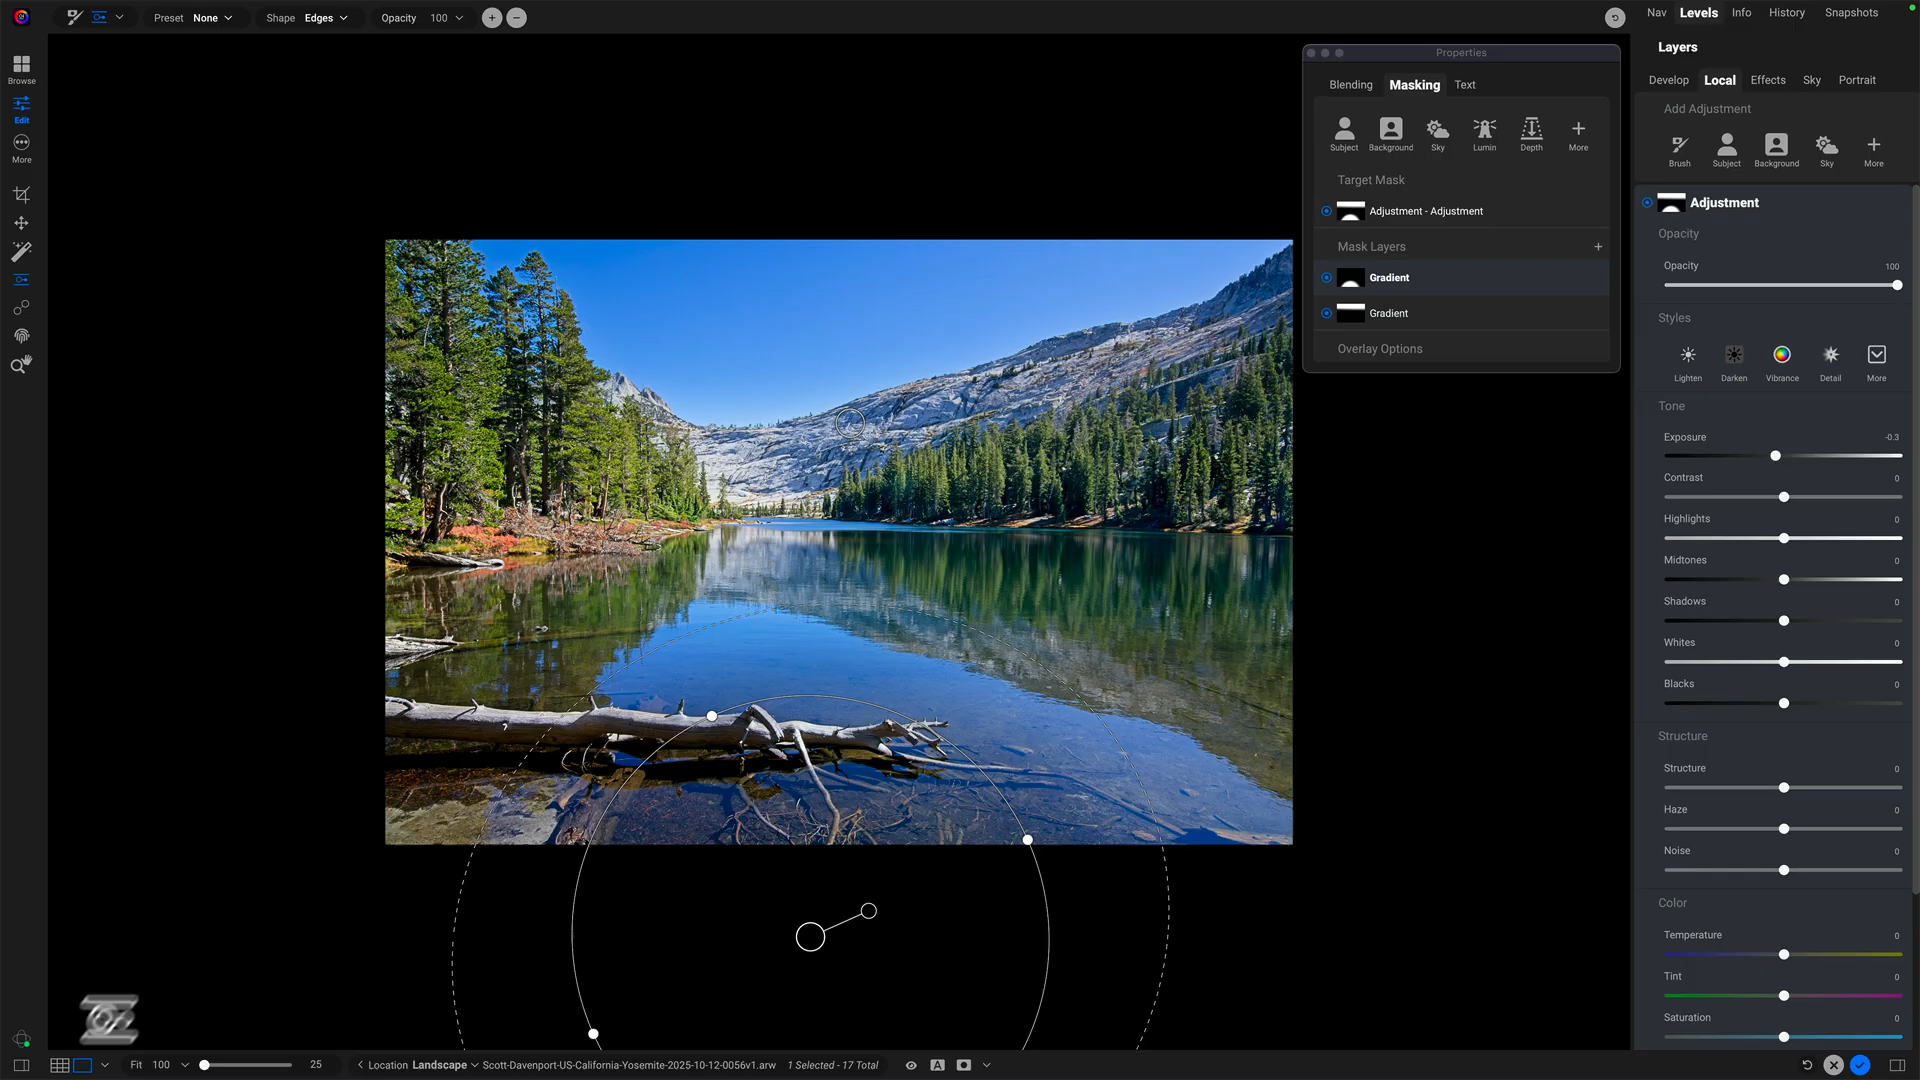 Preset None Shape Edges Opacity 100
Nav Levels Info History Snapshots
Layers
Develop Local Effects Sky Portrait
Add Adjustment
Brush Subject Background Sky More
Adjustment
Opacity
Opacity 100
Styles
Lighten Darken Vibrance Detail More
Tone
Exposure -0.3
Contrast 0
Highlights 0
Midtones 0
Shadows 0
Whites 0
Blacks 0
Structure
Structure 0
Haze 0
Noise 0
Color
Temperature 0
Tint 0
Saturation 0
Properties
Blending Masking Text
Subject Background Sky Lumin Depth More
Target Mask
Adjustment - Adjustment
Mask Layers
Gradient
Gradient
Overlay Options
Browse
Edit
More
Fit 100 25 Location Landscape Scott-Davenport-US-California-Yosemite-2025-10-12-0056v1.arw 1 Selected - 17 Total A